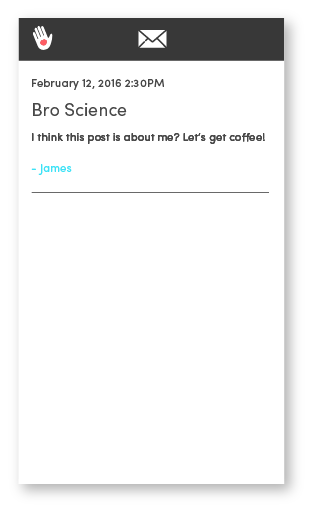 February 12, 2016 2:30PM
Bro Science
I think this post is about me? Let's get coffee!
- James